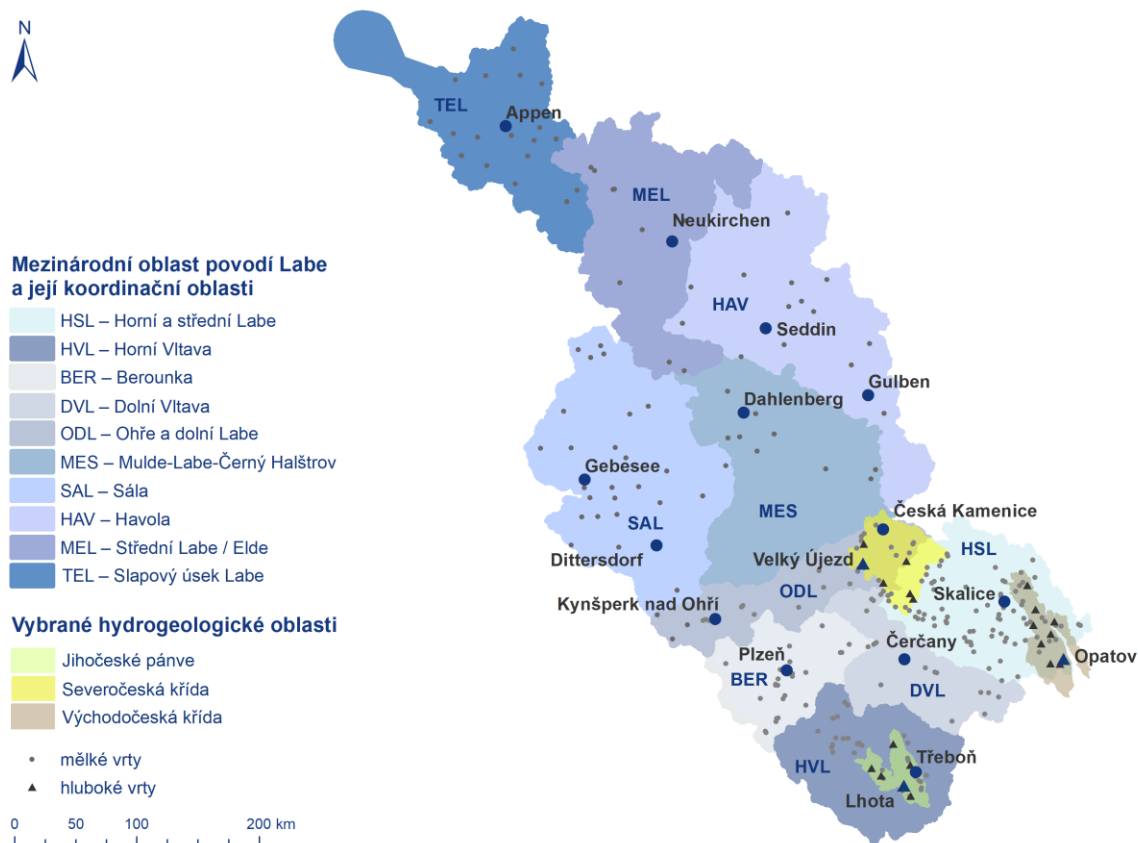 N
TEL
Appen
MEL
Neukirchen
HAV
Seddin
Gulben
Dahlenberg
Gebesee
SAL
MES
Dittersdorf
Česká Kamenice
HSL
Velký Újezd
ODL
Skalice
Kynšperk nad Ohří
Čerčany
Opatov
Plzeň
BER
DVL
HVL
Třeboň
Lhota
Mezinárodní oblast povodí Labe
a její koordinační oblasti
HSL – Horní a střední Labe
HVL – Horní Vltava
BER – Berounka
DVL – Dolní Vltava
ODL – Ohře a dolní Labe
MES – Mulde-Labe-Černý Halštrov
SAL – Sála
HAV – Havola
MEL – Střední Labe / Elde
TEL – Slapový úsek Labe
Vybrané hydrogeologické oblasti
Jihočeské pánve
Severočeská křída
Východočeská křída
mělké vrty
hluboké vrty
0 50 100 200 km